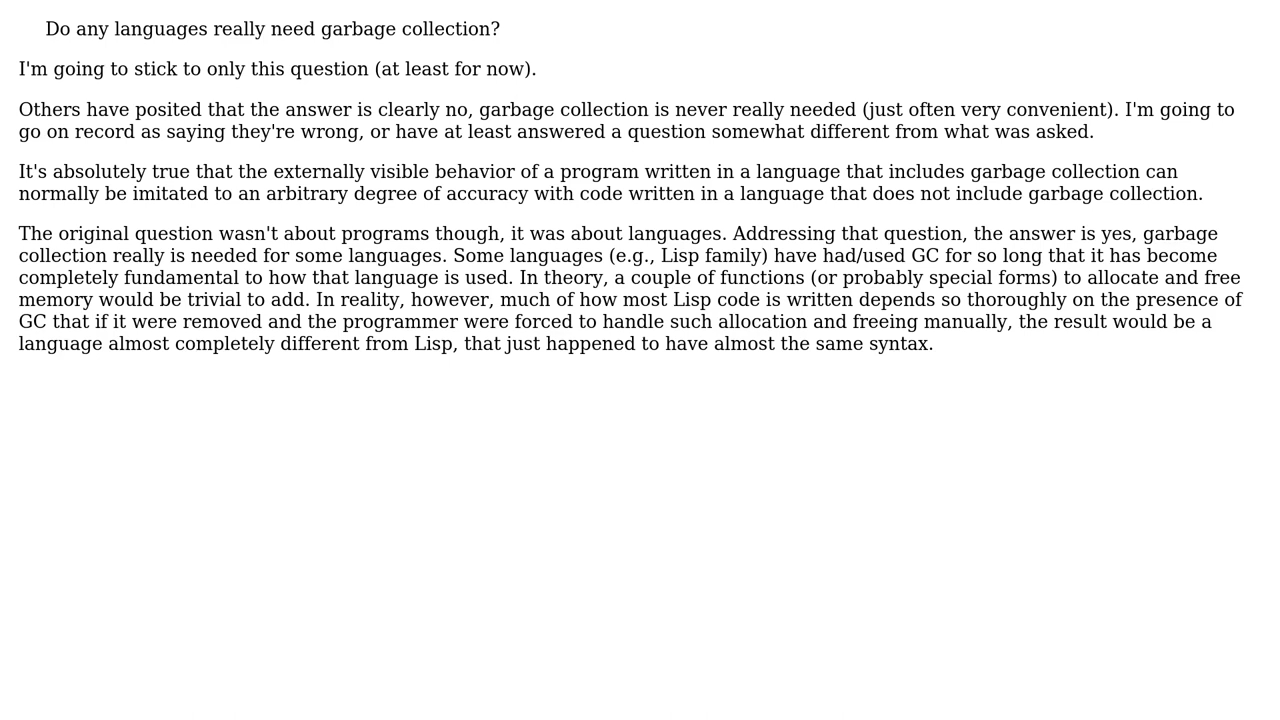 Do any languages really need garbage collection?
I'm going to stick to only this question (at least for now).
Others have posited that the answer is clearly no, garbage collection is never really needed (just often very convenient). I'm going to
go on record as saying they're wrong, or have at least answered a question somewhat different from what was asked.
It's absolutely true that the externally visible behavior of a program written in a language that includes garbage collection can
normally be imitated to an arbitrary degree of accuracy with code written in a language that does not include garbage collection.
The original question wasn't about programs though, it was about languages. Addressing that question, the answer is yes, garbage
collection really is needed for some languages. Some languages (e.g., Lisp family) have had/used GC for so long that it has become
completely fundamental to how that language is used. In theory, a couple of functions (or probably special forms) to allocate and free
memory would be trivial to add. In reality, however, much of how most Lisp code is written depends so thoroughly on the presence of
GC that if it were removed and the programmer were forced to handle such allocation and freeing manually, the result would be a
language almost completely different from Lisp, that just happened to have almost the same syntax.